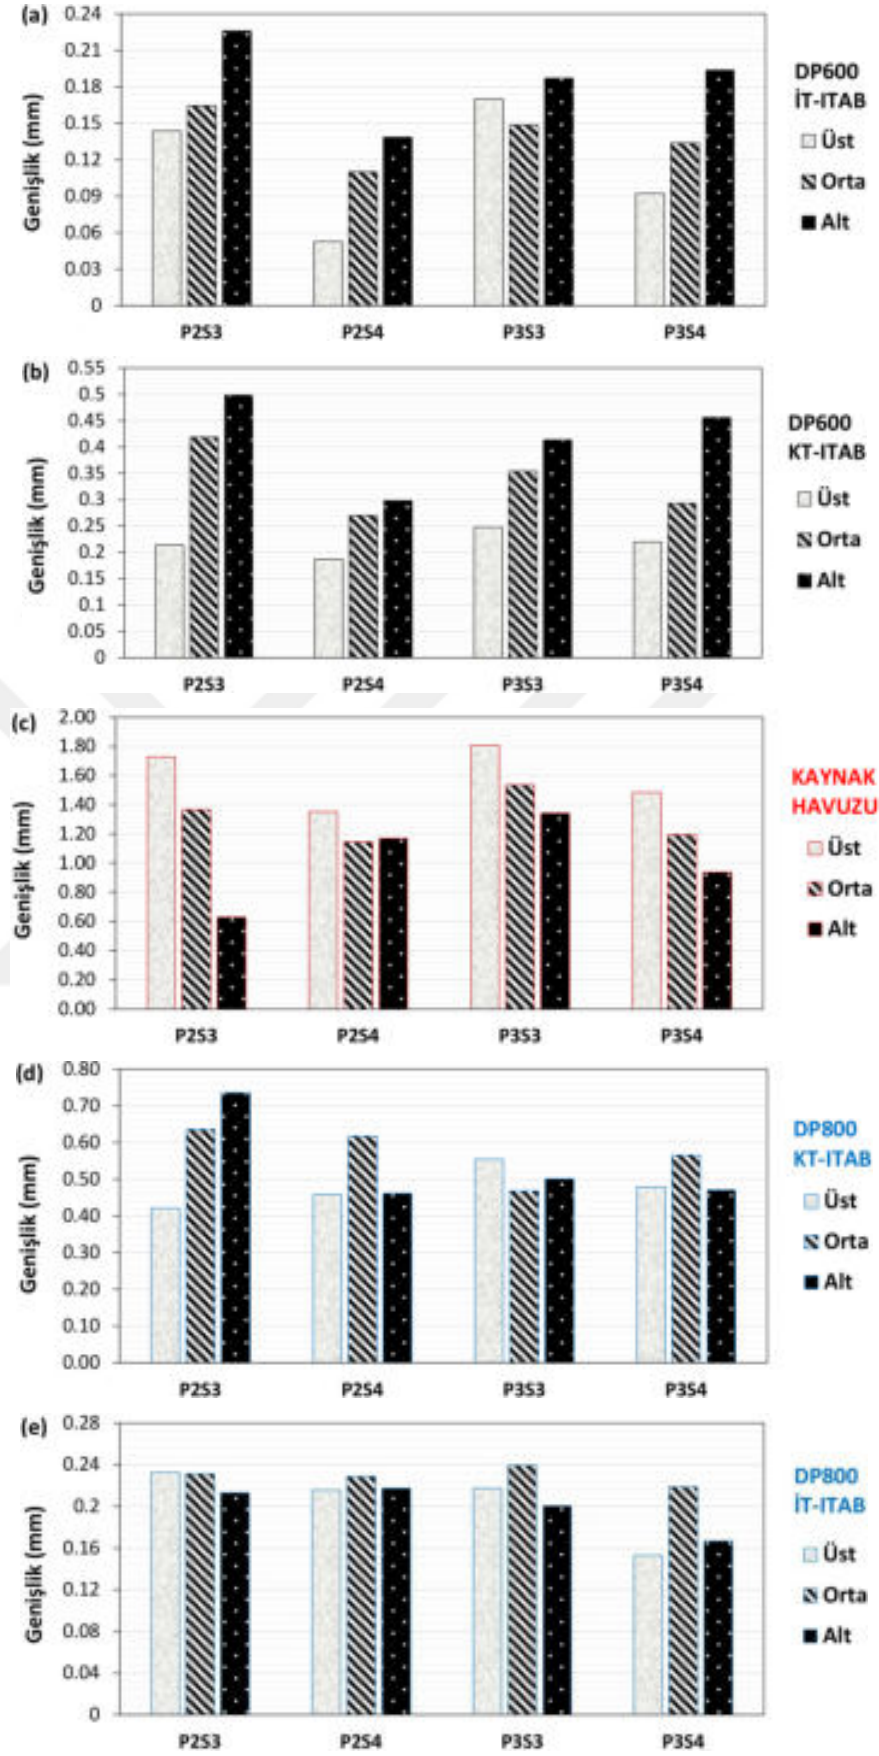 (a)
Genişlik (mm)
0.24
0.21
0.18
0.15
0.12
0.09
0.06
0.03
0
P2S3 P2S4 P3S3 P3S4
DP600
İT-ITAB
Üst
Orta
Alt
(b)
Genişlik (mm)
0.55
0.5
0.45
0.4
0.35
0.3
0.25
0.2
0.15
0.1
0.05
0
P2S3 P2S4 P3S3 P3S4
DP600
KT-ITAB
Üst
Orta
Alt
(c)
Genişlik (mm)
2.00
1.80
1.60
1.40
1.20
1.00
0.80
0.60
0.40
0.20
0.00
P2S3 P2S4 P3S3 P3S4
KAYNAK
HAVUZU
Üst
Orta
Alt
(d)
Genişlik (mm)
0.80
0.70
0.60
0.50
0.40
0.30
0.20
0.10
0.00
P2S3 P2S4 P3S3 P3S4
DP800
KT-ITAB
Üst
Orta
Alt
(e)
Genişlik (mm)
0.28
0.24
0.2
0.16
0.12
0.08
0.04
0
P2S3 P2S4 P3S3 P3S4
DP800
İT-ITAB
Üst
Orta
Alt